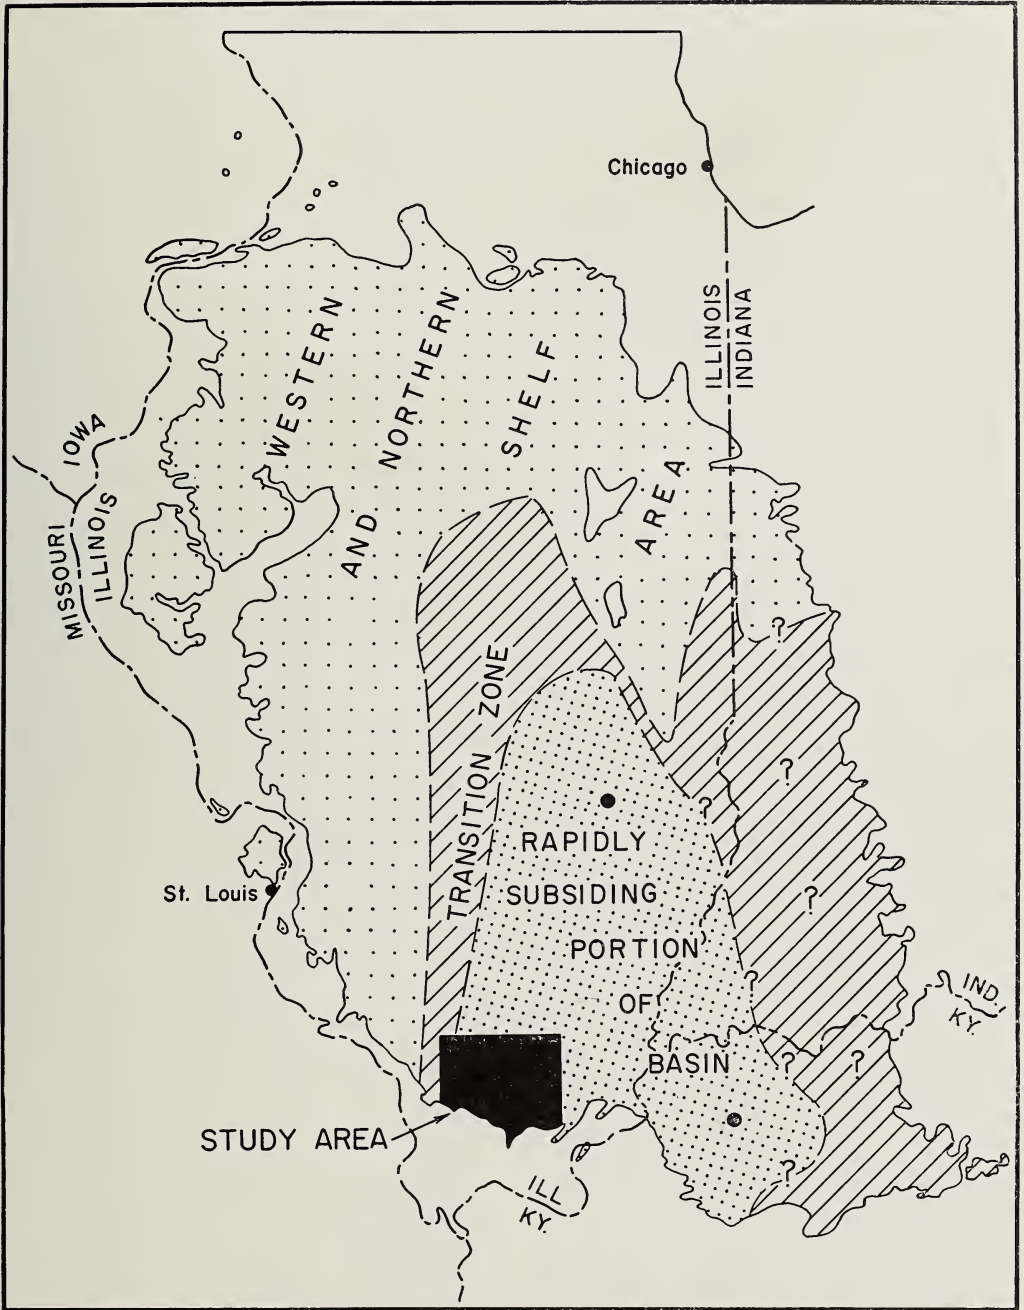 Chicago
ILLINOIS
INDIANA
WESTERN
AND NORTHERN
SHELF
AREA
IOWA
MISSOURI
ILLINOIS
?
TRANSITION ZONE
?
?
RAPIDLY
SUBSIDING
?
St. Louis
PORTION
?
OF
IND.
KY.
BASIN
?
?
STUDY AREA
?
ILL
KY.